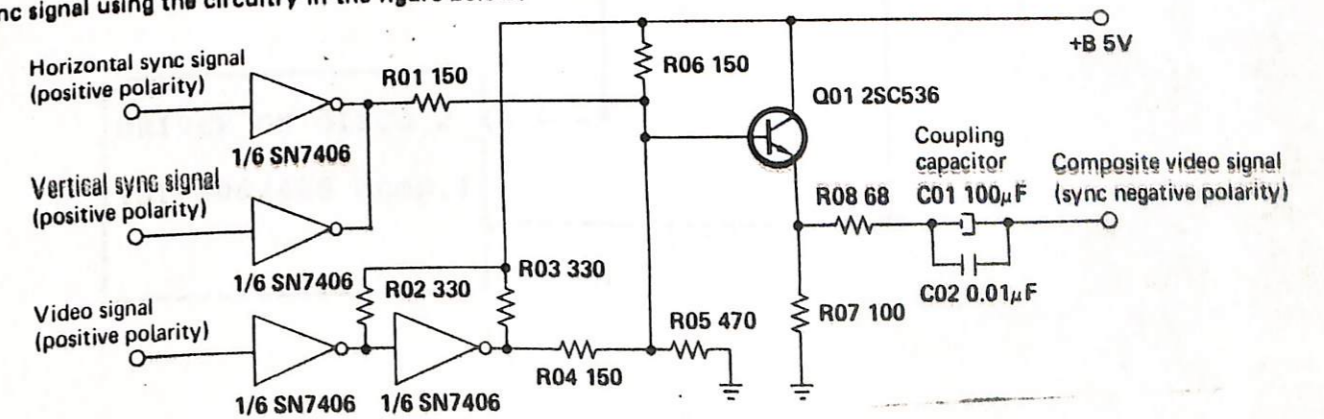 nc signal using the circuitry in the figure below.
+B 5V
Horizontal sync signal
(positive polarity)
R01 150
R06 150
Q01 2SC536
1/6 SN7406
Coupling
capacitor
C01 100μF
Composite video signal
(sync negative polarity)
Vertical sync signal
(positive polarity)
R08 68
1/6 SN7406
R03 330
R02 330
C02 0.01μF
Video signal
(positive polarity)
R05 470
R07 100
R04 150
1/6 SN7406
1/6 SN7406